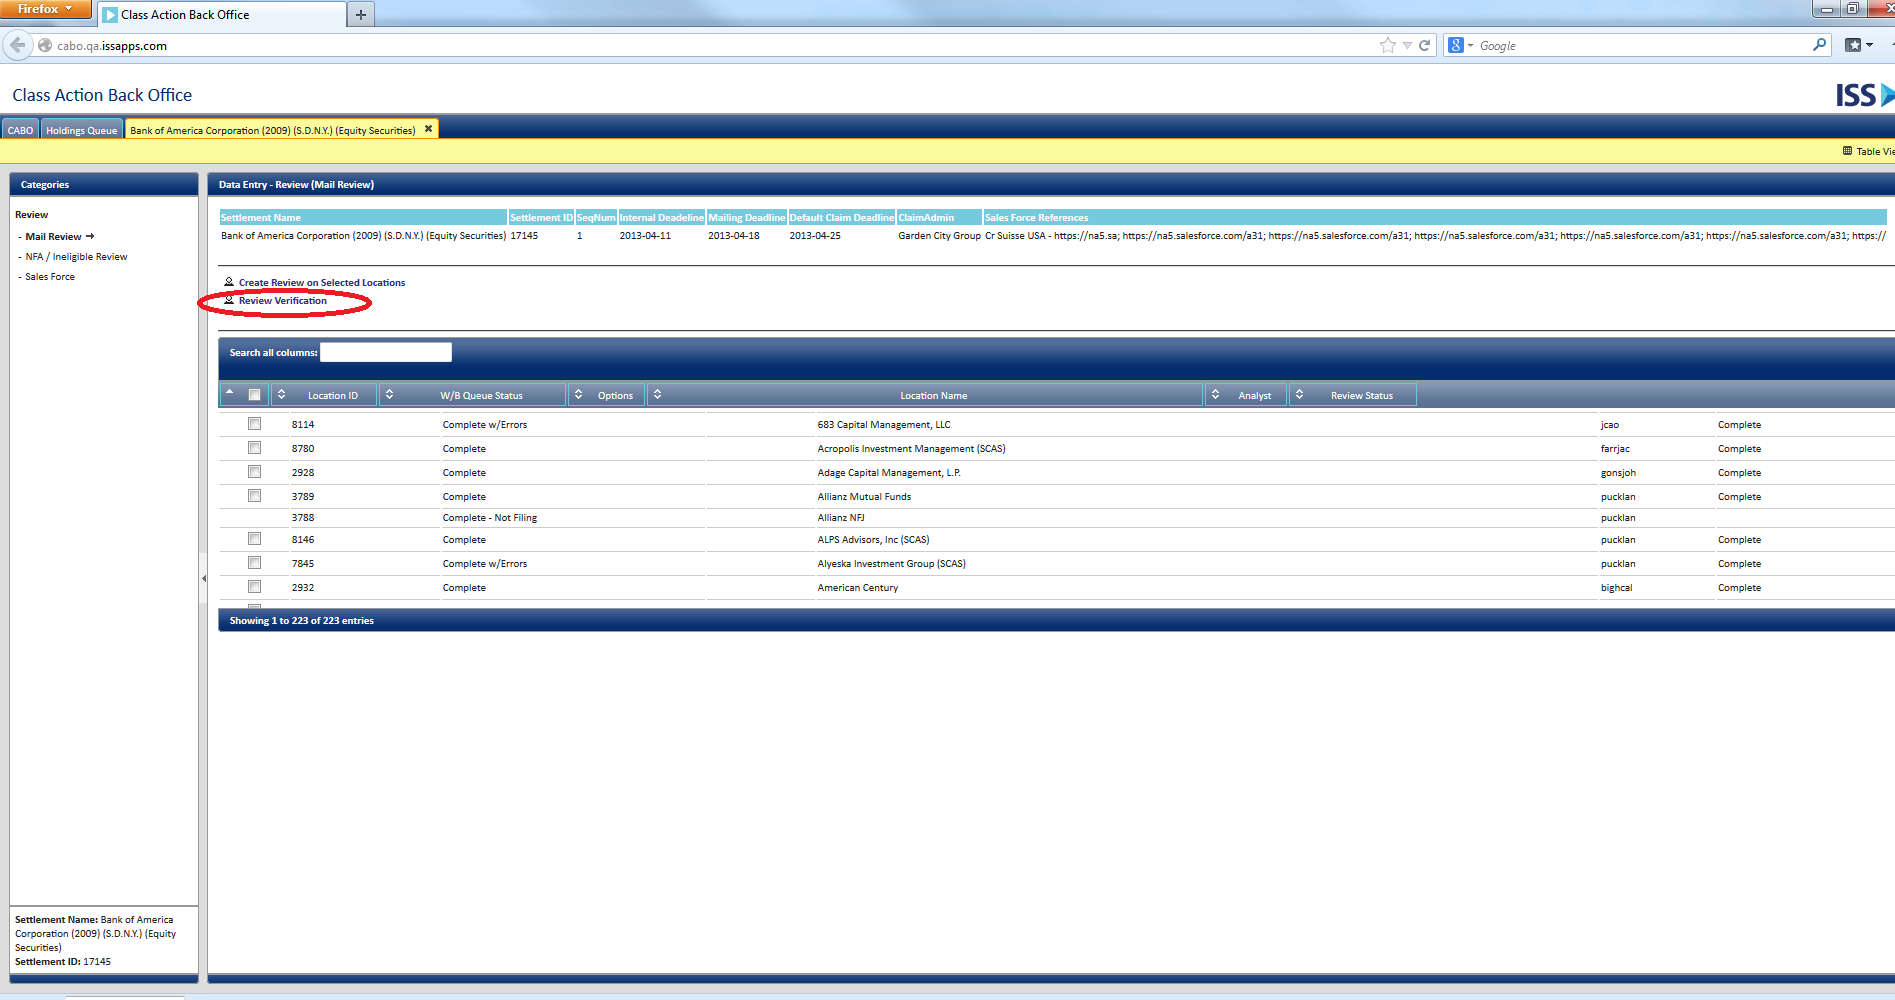 Firefox
Class Action Back Office
cabo.qa.issapps.com
Google
Class Action Back Office
ISS
CABO Holdings Queue Bank of America Corporation (2009) (S.D.N.Y.) (Equity Securities)
Table Vie
Categories
Review
- Mail Review
- NFA / Ineligible Review
- Sales Force
Data Entry - Review (Mail Review)
Settlement Name Settlement ID SeqNum Internal Deadeline Mailing Deadline Default Claim Deadline ClaimAdmin Sales Force References
Bank of America Corporation (2009) (S.D.N.Y.) (Equity Securities) 17145 1 2013-04-11 2013-04-18 2013-04-25 Garden City Group Cr Suisse USA - https://na5.sa; https://na5.salesforce.com/a31; https://na5.salesforce.com/a31; https://na5.salesforce.com/a31; https://na5.salesforce.com/a31; https://na5.salesforce.com/a31; https://
Create Review on Selected Locations
Review Verification
Search all columns:
Location ID W/B Queue Status Options Location Name Analyst Review Status
8114 Complete w/Errors 683 Capital Management, LLC jcao Complete
8780 Complete Acropolis Investment Management (SCAS) farrjac Complete
2928 Complete Adage Capital Management, L.P. gonsjoh Complete
3789 Complete Allianz Mutual Funds pucklan Complete
3788 Complete - Not Filing Allianz NFJ pucklan
8146 Complete ALPS Advisors, Inc (SCAS) pucklan Complete
7845 Complete w/Errors Alyeska Investment Group (SCAS) pucklan Complete
2932 Complete American Century bighcal Complete
Showing 1 to 223 of 223 entries
Settlement Name: Bank of America
Corporation (2009) (S.D.N.Y.) (Equity
Securities)
Settlement ID: 17145